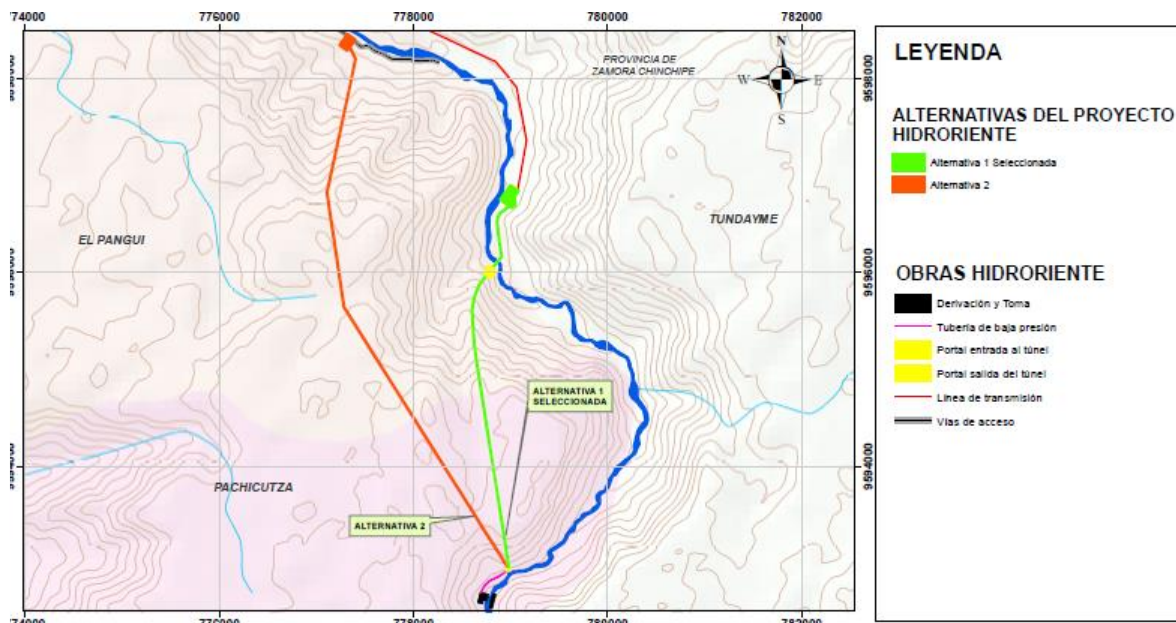 774000 776000 778000 780000 782000
PROVINCIA DE
ZAMORA CHINCHIPE
N
W E
S
9598000
EL PANGUI
TUNDAYME
9596000
ALTERNATIVA 1
SELECCIONADA
9594000
PACHICUTZA
ALTERNATIVA 2
774000 776000 778000 780000 782000
LEYENDA
ALTERNATIVAS DEL PROYECTO
HIDRORIENTE
Alternativa 1 Seleccionada
Alternativa 2
OBRAS HIDRORIENTE
Derivación y Toma
Tubería de baja presión
Portal entrada al túnel
Portal salida del túnel
Línea de transmisión
Vías de acceso